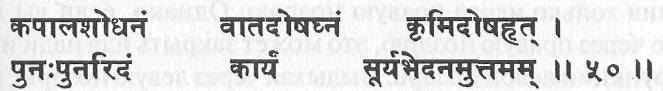 कपालशोधनं वातदोषघ्नं कृमिदोषहृत्
पुनःपुनरिदं कार्यं सूर्यभेदनमुत्तमम् ॥ ५० ॥